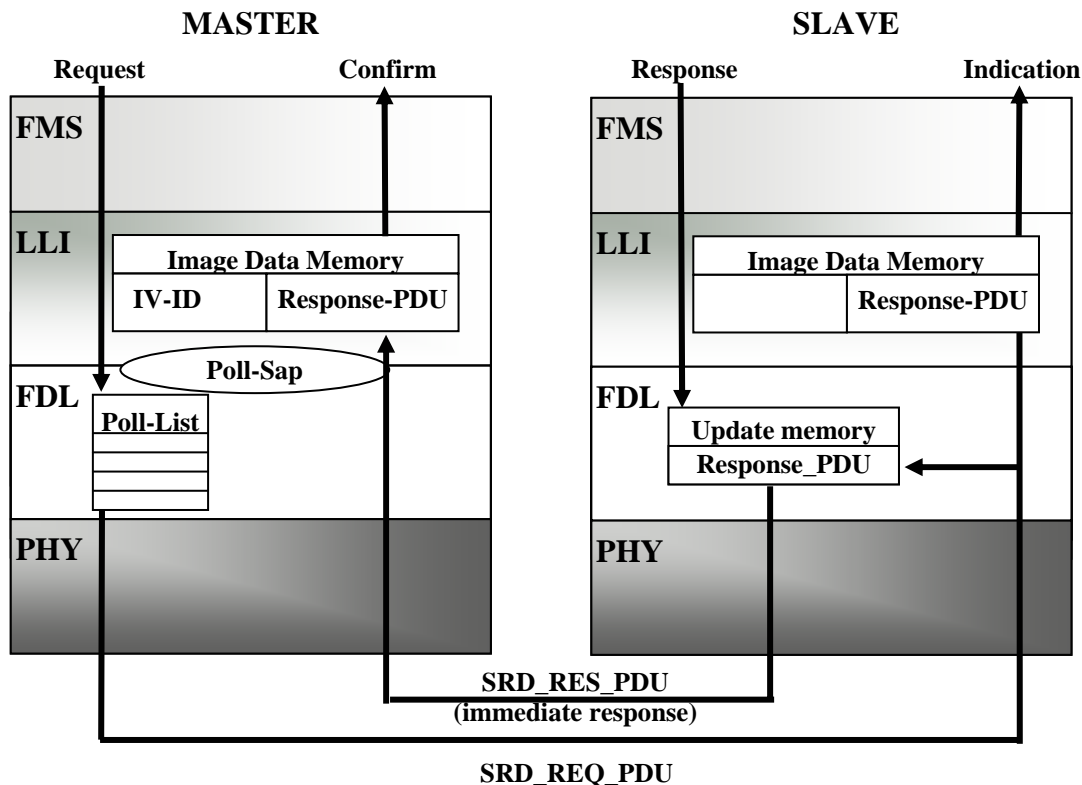 MASTER
SLAVE
Request
Confirm
Response
Indication
FMS
FMS
LLI
Image Data Memory
IV-ID
Response-PDU
LLI
Image Data Memory
Response-PDU
Poll-Sap
FDL
Poll-List
FDL
Update memory
Response_PDU
PHY
PHY
SRD_RES_PDU
(immediate response)
SRD_REQ_PDU